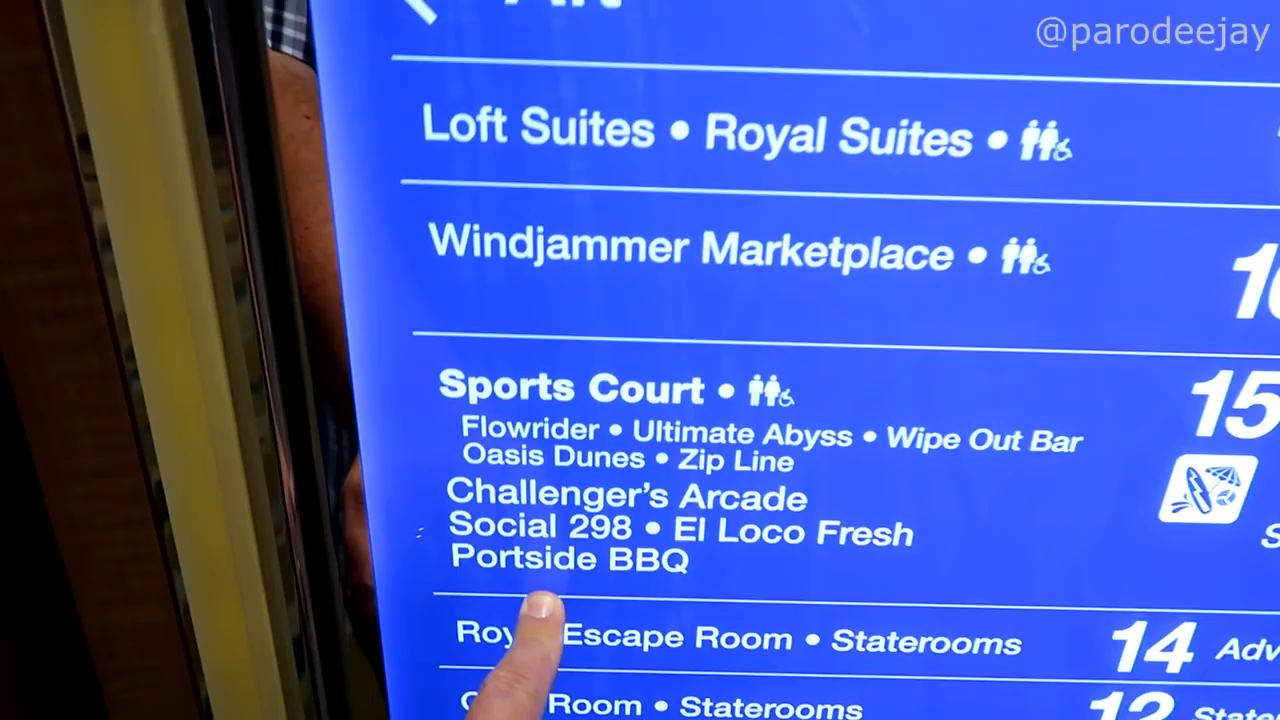 @parodeejay
Loft Suites • Royal Suites •
Windjammer Marketplace •
Sports Court • 15
Flowrider • Ultimate Abyss • Wipe Out Bar
Oasis Dunes • Zip Line
Challenger's Arcade
Social 298 • El Loco Fresh
Portside BBQ
Escape Room • Staterooms 14
Room • Staterooms 12